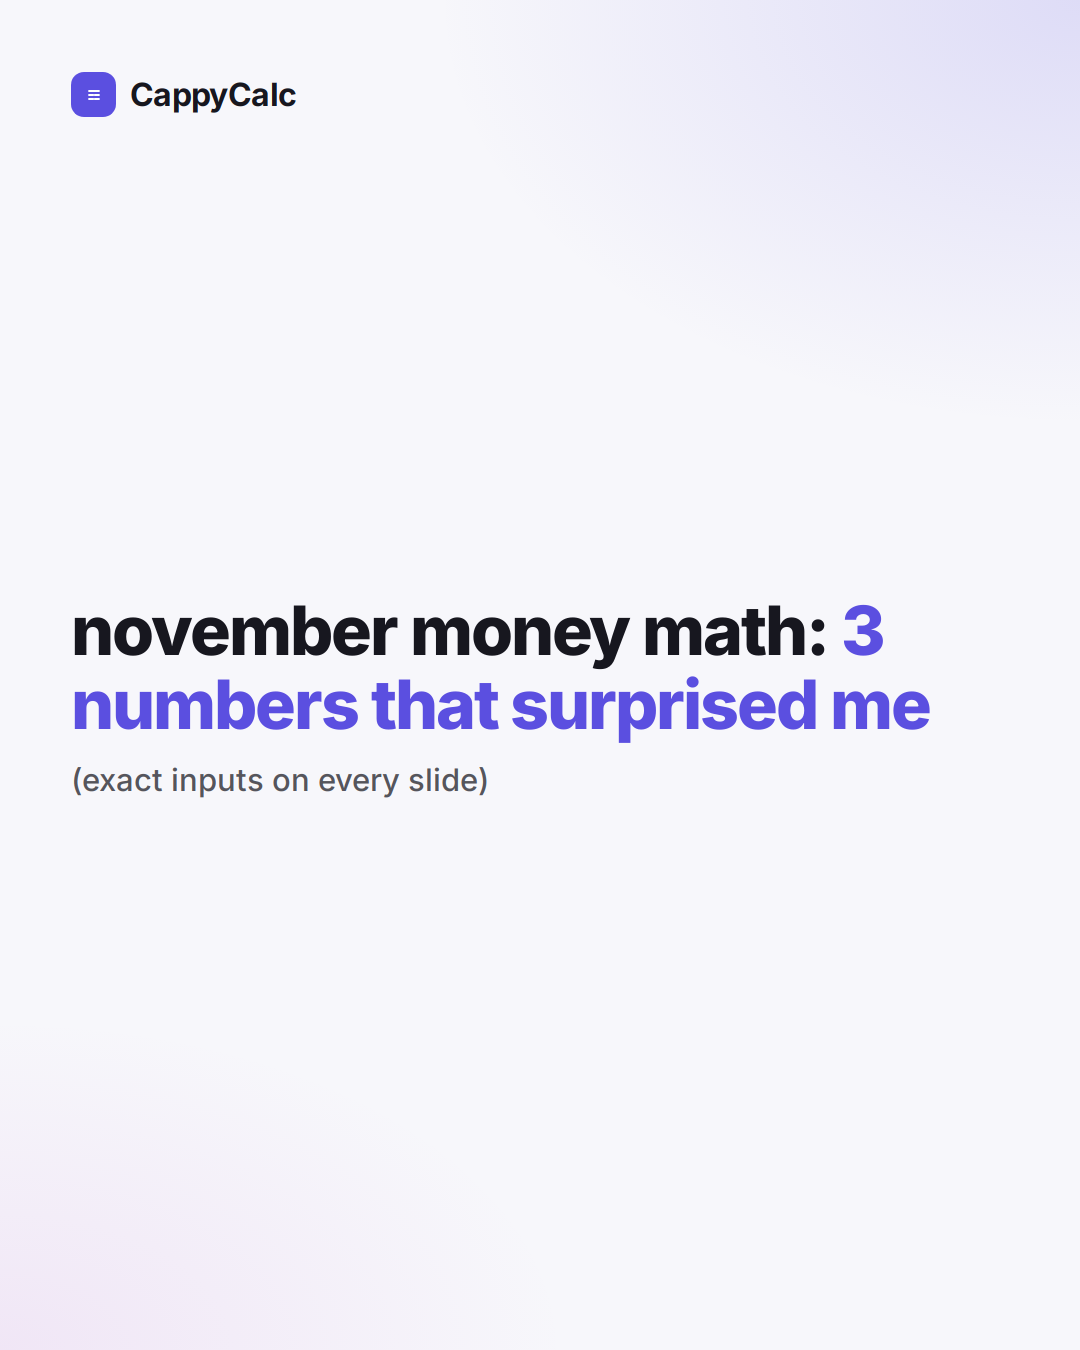 CappyCalc
november money math: 3
numbers that surprised me
(exact inputs on every slide)